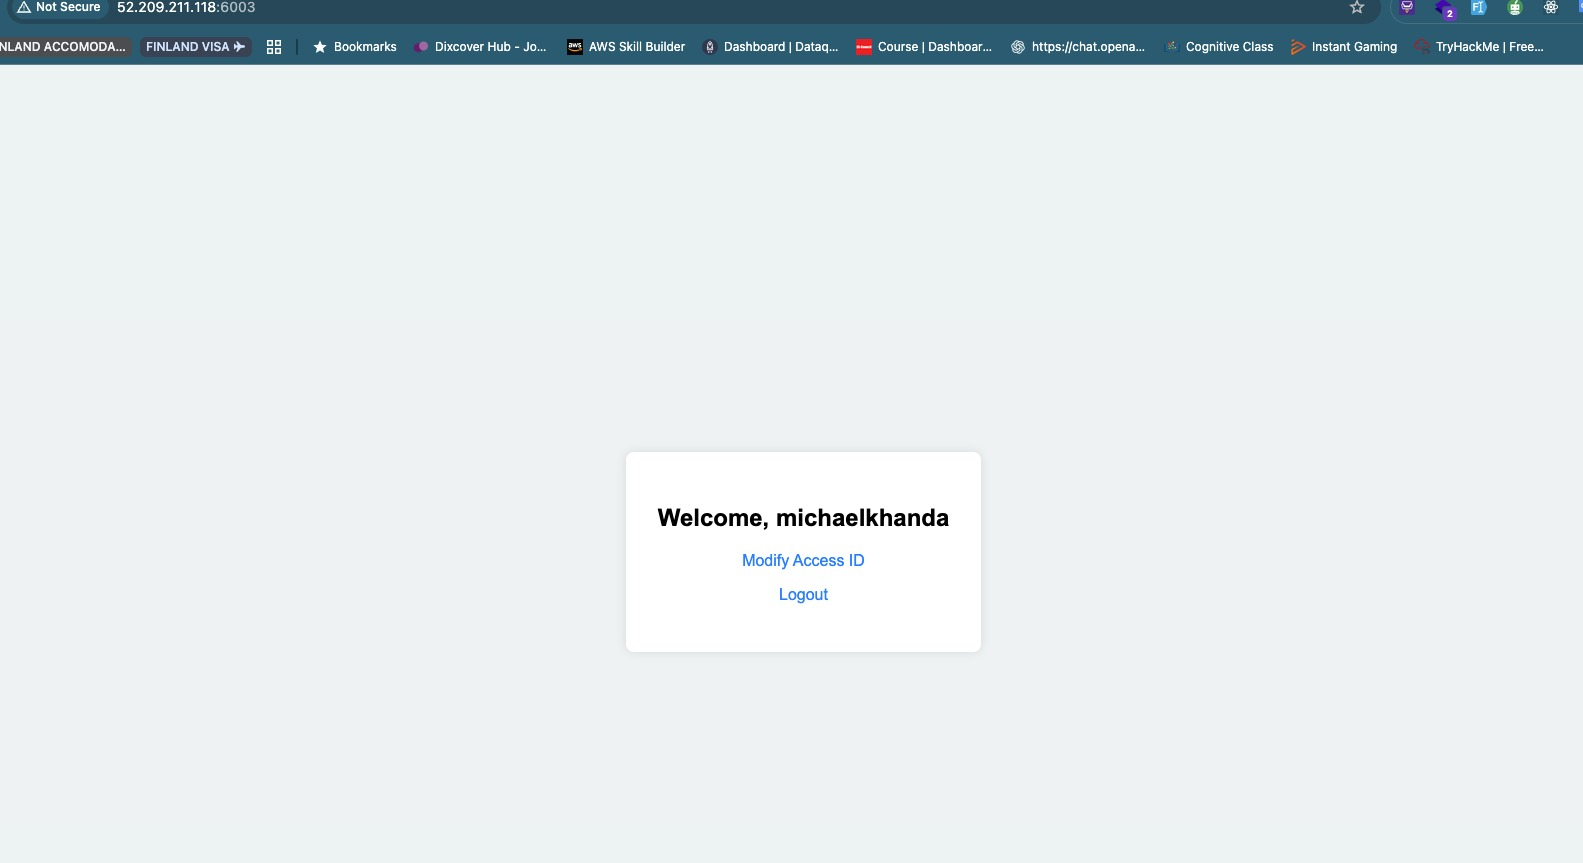 Not Secure 52.209.211.118:6003
2
NLAND ACCOMODA... FINLAND VISA ✈ Bookmarks Dixcover Hub - Jo... aws AWS Skill Builder Dashboard | Dataq... Course | Dashboar... https://chat.opena... Cognitive Class Instant Gaming TryHackMe | Free...
Welcome, michaelkhanda
Modify Access ID
Logout